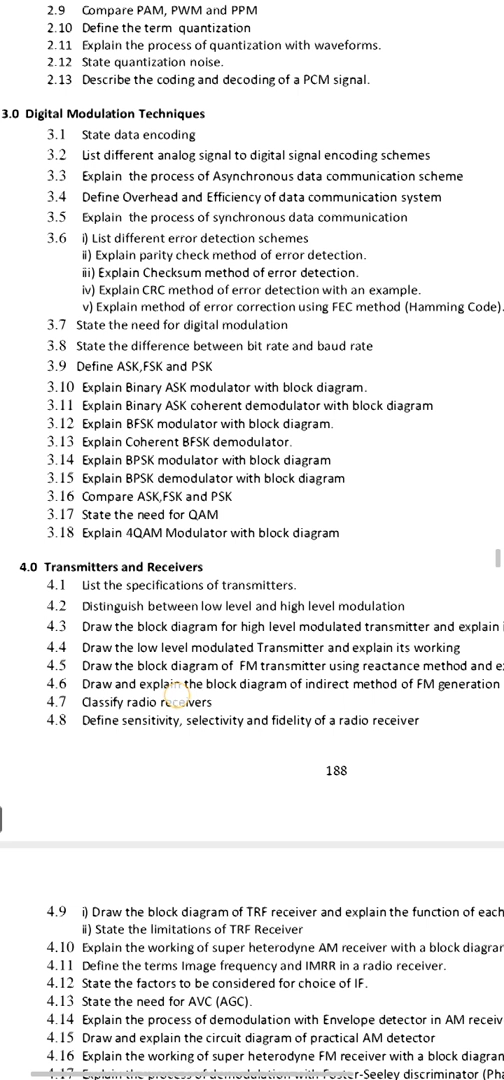 2.9 Compare PAM, PWM and PPM
2.10 Define the term quantization
2.11 Explain the process of quantization with waveforms.
2.12 State quantization noise.
2.13 Describe the coding and decoding of a PCM signal.
3.0 Digital Modulation Techniques
3.1 State data encoding
3.2 List different analog signal to digital signal encoding schemes
3.3 Explain the process of Asynchronous data communication scheme
3.4 Define Overhead and Efficiency of data communication system
3.5 Explain the process of synchronous data communication
3.6 i) List different error detection schemes
ii) Explain parity check method of error detection.
iii) Explain Checksum method of error detection.
iv) Explain CRC method of error detection with an example.
v) Explain method of error correction using FEC method (Hamming Code).
3.7 State the need for digital modulation
3.8 State the difference between bit rate and baud rate
3.9 Define ASK,FSK and PSK
3.10 Explain Binary ASK modulator with block diagram.
3.11 Explain Binary ASK coherent demodulator with block diagram
3.12 Explain BFSK modulator with block diagram.
3.13 Explain Coherent BFSK demodulator.
3.14 Explain BPSK modulator with block diagram
3.15 Explain BPSK demodulator with block diagram
3.16 Compare ASK,FSK and PSK
3.17 State the need for QAM
3.18 Explain 4QAM Modulator with block diagram
4.0 Transmitters and Receivers
4.1 List the specifications of transmitters.
4.2 Distinguish between low level and high level modulation
4.3 Draw the block diagram for high level modulated transmitter and explain
4.4 Draw the low level modulated Transmitter and explain its working
4.5 Draw the block diagram of FM transmitter using reactance method and
4.6 Draw and explain the block diagram of indirect method of FM generation
4.7 Classify radio receivers
4.8 Define sensitivity, selectivity and fidelity of a radio receiver
188
4.9 i) Draw the block diagram of TRF receiver and explain the function of each
ii) State the limitations of TRF Receiver
4.10 Explain the working of super heterodyne AM receiver with a block diagra
4.11 Define the terms Image frequency and IMRR in a radio receiver.
4.12 State the factors to be considered for choice of IF.
4.13 State the need for AVC (AGC).
4.14 Explain the process of demodulation with Envelope detector in AM receiv
4.15 Draw and explain the circuit diagram of practical AM detector
4.16 Explain the working of super heterodyne FM receiver with a block diagra
4.17 Explain the process of demodulation with Foster-Seeley discriminator (Ph